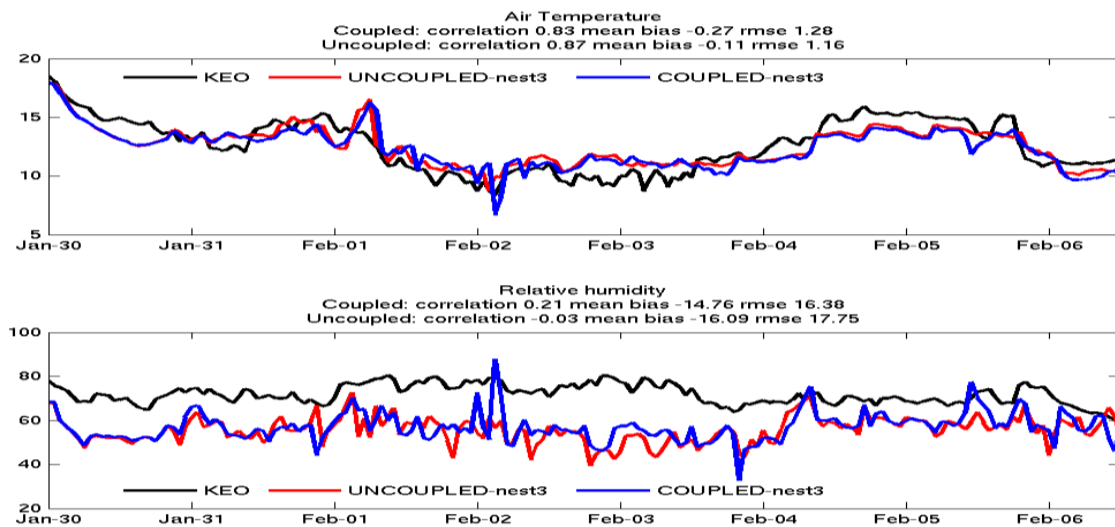 Air Temperature
Coupled: correlation 0.83 mean bias -0.27 rmse 1.28
Uncoupled: correlation 0.87 mean bias -0.11 rmse 1.16
20
KEO UNCOUPLED-nest3 COUPLED-nest3
15
10
5
Jan-30 Jan-31 Feb-01 Feb-02 Feb-03 Feb-04 Feb-05 Feb-06
Relative humidity
Coupled: correlation 0.21 mean bias -14.76 rmse 16.38
Uncoupled: correlation -0.03 mean bias -16.09 rmse 17.75
100
80
60
40
KEO UNCOUPLED-nest3 COUPLED-nest3
20
Jan-30 Jan-31 Feb-01 Feb-02 Feb-03 Feb-04 Feb-05 Feb-06